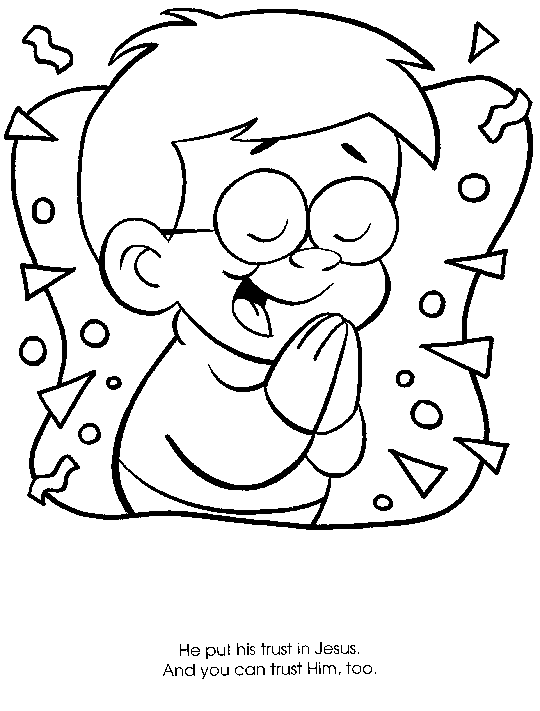 He put his trust in Jesus.
And you can trust Him, too.